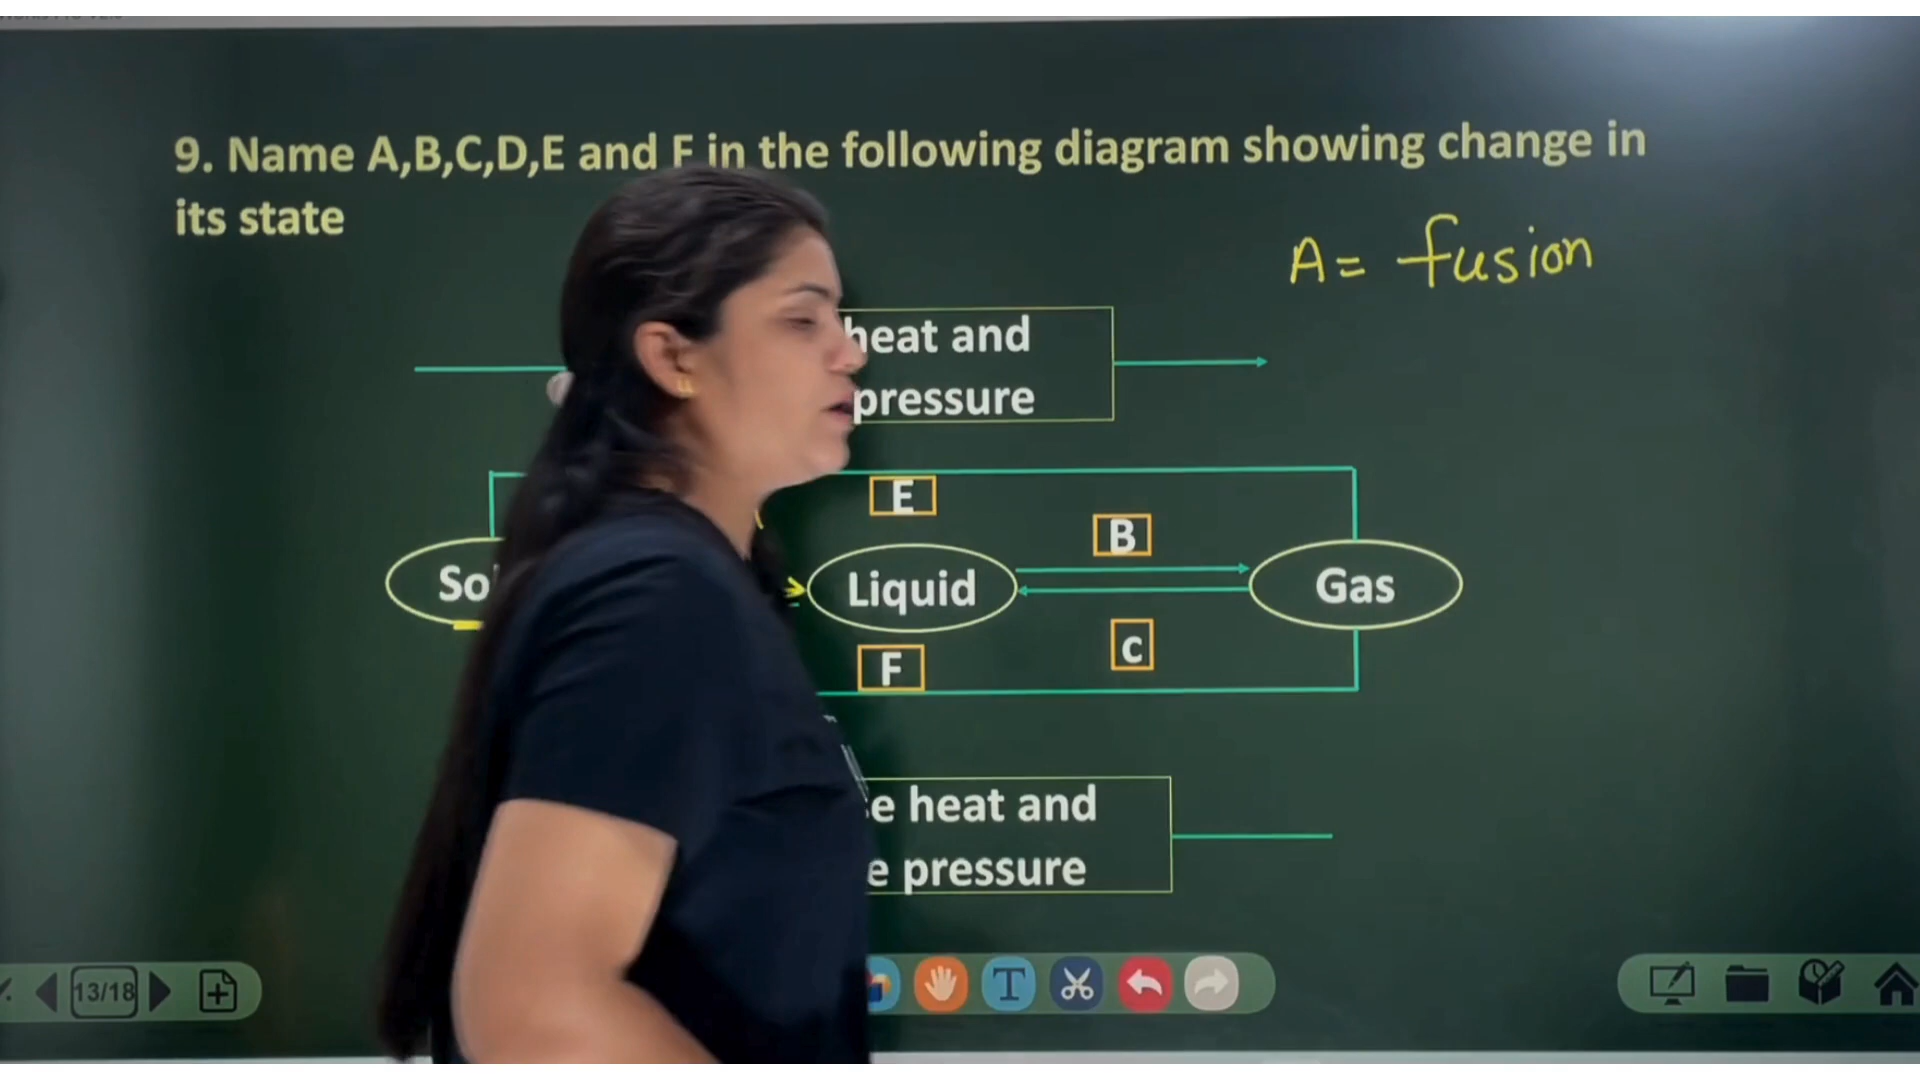 9. Name A,B,C,D,E and F in the following diagram showing change in
its state
A= fusion
heat and
pressure
E
B
Liquid
Gas
F
C
heat and
pressure
13/18
T